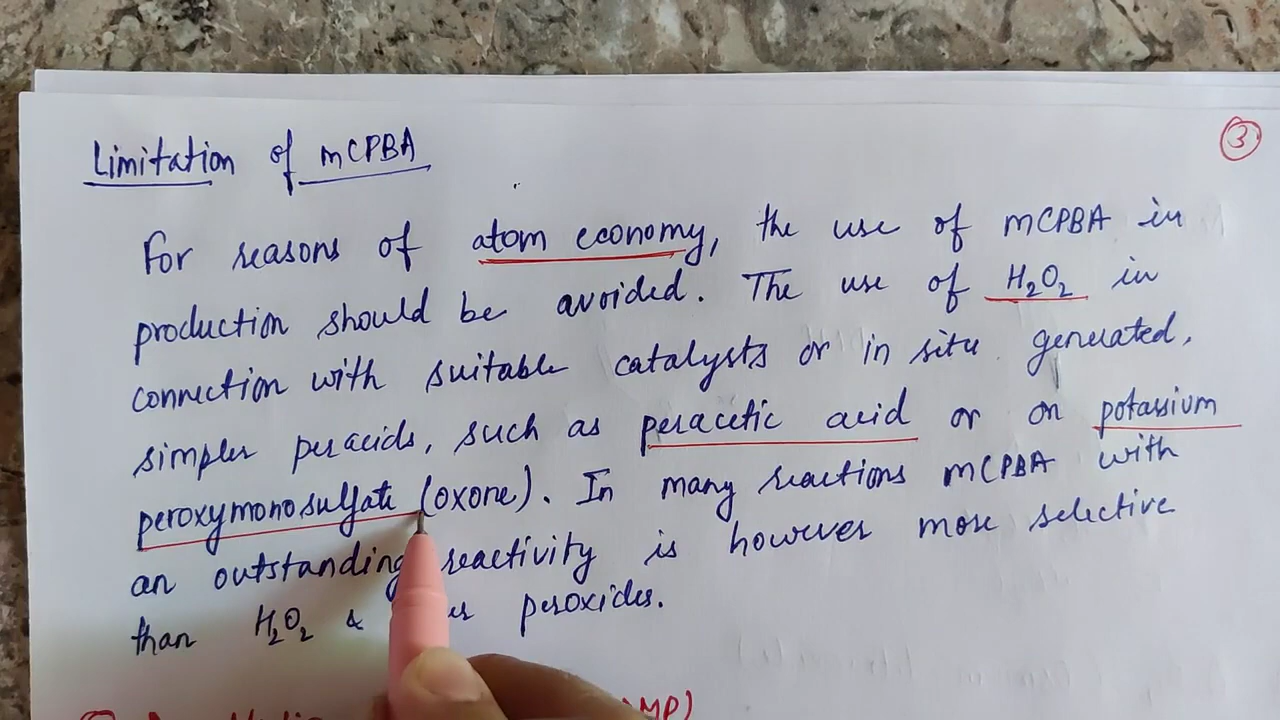 3
Limitation of mCPBA
For reasons of atom economy, the use of mCPBA in
production should be avoided. The use of H₂O₂ in
connection with suitable catalysts or in situ generated,
simpler peracids, such as peracetic acid or on potassium
peroxymonosulfate (oxone). In many reactions mCPBA with
an outstanding reactivity is however more selective
than H₂O₂ & peroxides.
MP)